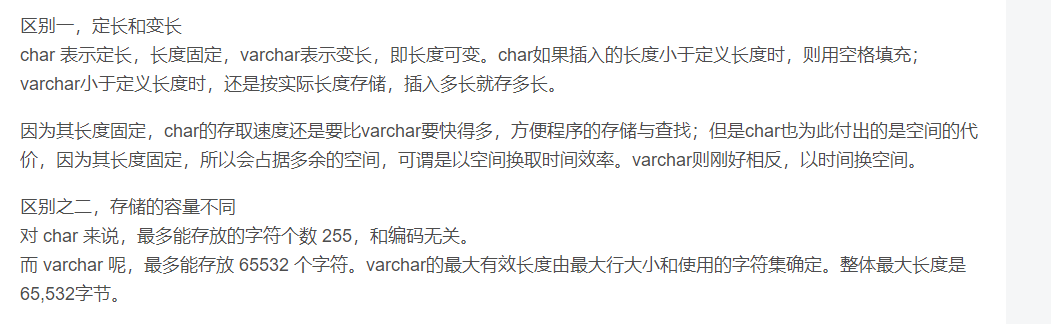 区别一，定长和变长
char 表示定长，长度固定，varchar表示变长，即长度可变。char如果插入的长度小于定义长度时，则用空格填充；
varchar小于定义长度时，还是按实际长度存储，插入多长就存多长。
因为其长度固定，char的存取速度还是要比varchar要快得多，方便程序的存储与查找；但是char也为此付出的是空间的代
价，因为其长度固定，所以会占据多余的空间，可谓是以空间换取时间效率。varchar则刚好相反，以时间换空间。
区别之二，存储的容量不同
对 char 来说，最多能存放的字符个数 255，和编码无关。
而 varchar 呢，最多能存放 65532 个字符。varchar的最大有效长度由最大行大小和使用的字符集确定。整体最大长度是
65,532字节。